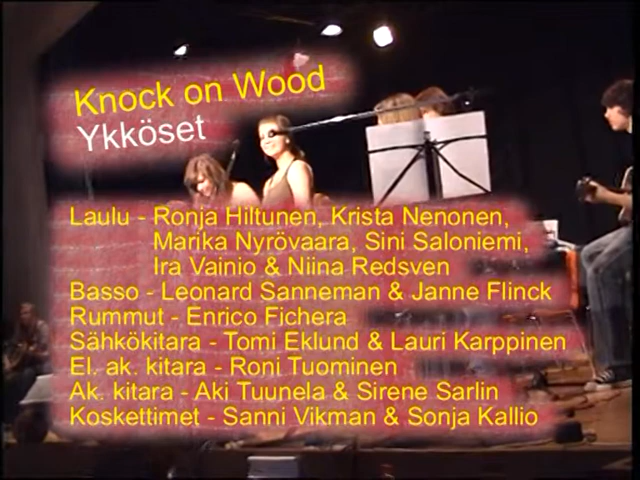 Knock on Wood
Ykköset
Laulu - Ronja Hiltunen, Krista Nenonen,
Marika Nyrövaara, Sini Saloniemi,
Ira Vainio & Niina Redsven
Basso - Leonard Sanneman & Janne Flinck
Rummut - Enrico Fichera
Sähkökitara - Tomi Eklund & Lauri Karppinen
El. ak. kitara - Roni Tuominen
Ak. kitara - Aki Tuunela & Sirene Sarlin
Koskettimet - Sanni Vikman & Sonja Kallio